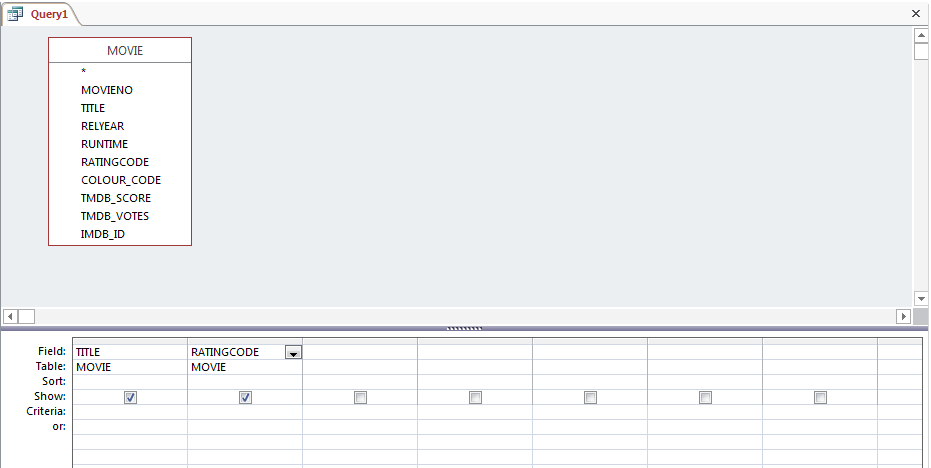 Query1
MOVIE
*
MOVIENO
TITLE
RELYEAR
RUNTIME
RATINGCODE
COLOUR_CODE
TMDB_SCORE
TMDB_VOTES
IMDB_ID
Field: TITLE RATINGCODE
Table: MOVIE MOVIE
Sort:
Show:
Criteria:
or: